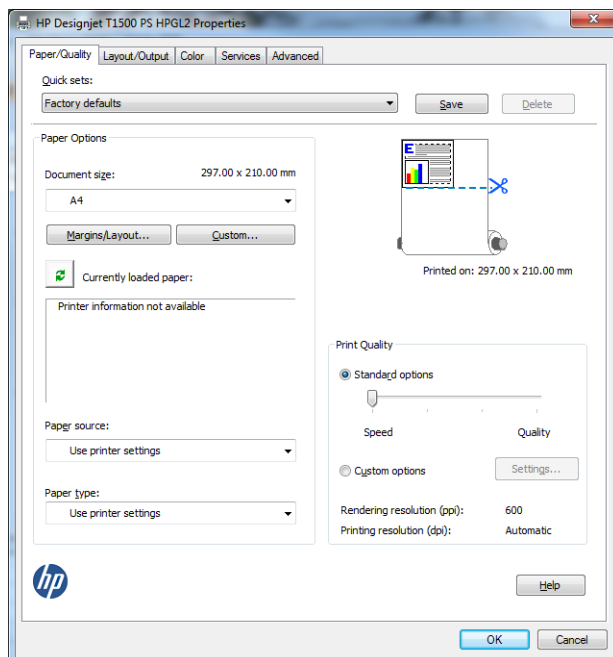 HP Designjet T1500 PS HPGL2 Properties
Paper/Quality Layout/Output Color Services Advanced
Quick sets:
Factory defaults
Save Delete
Paper Options
Document size: 297.00 x 210.00 mm
A4
Margins/Layout... Custom...
Currently loaded paper:
Printer information not available
Paper source:
Use printer settings
Paper type:
Use printer settings
E
Printed on: 297.00 x 210.00 mm
Print Quality
Standard options
Speed Quality
Custom options Settings...
Rendering resolution (ppi): 600
Printing resolution (dpi): Automatic
hp
Help
OK Cancel